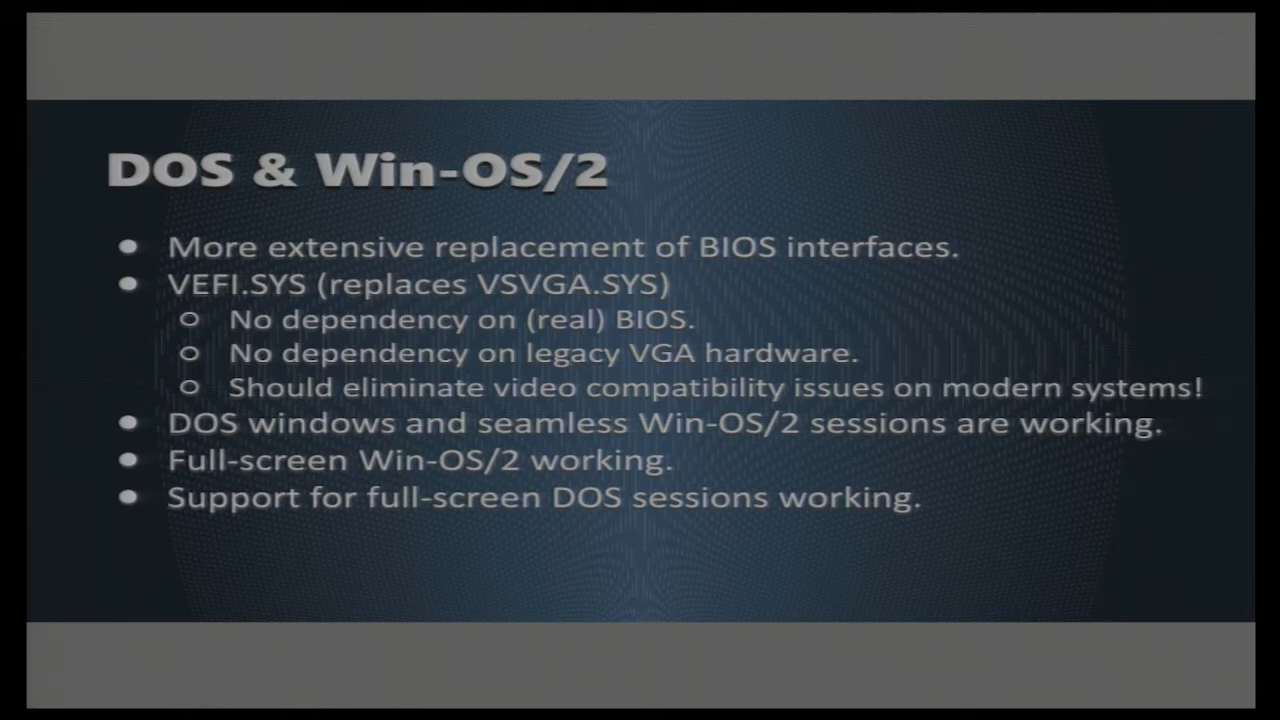 DOS & Win-OS/2
● More extensive replacement of BIOS interfaces.
● VEFI.SYS (replaces VSVGA.SYS)
○ No dependency on (real) BIOS.
○ No dependency on legacy VGA hardware.
○ Should eliminate video compatibility issues on modern systems!
● DOS windows and seamless Win-OS/2 sessions are working.
● Full-screen Win-OS/2 working.
● Support for full-screen DOS sessions working.